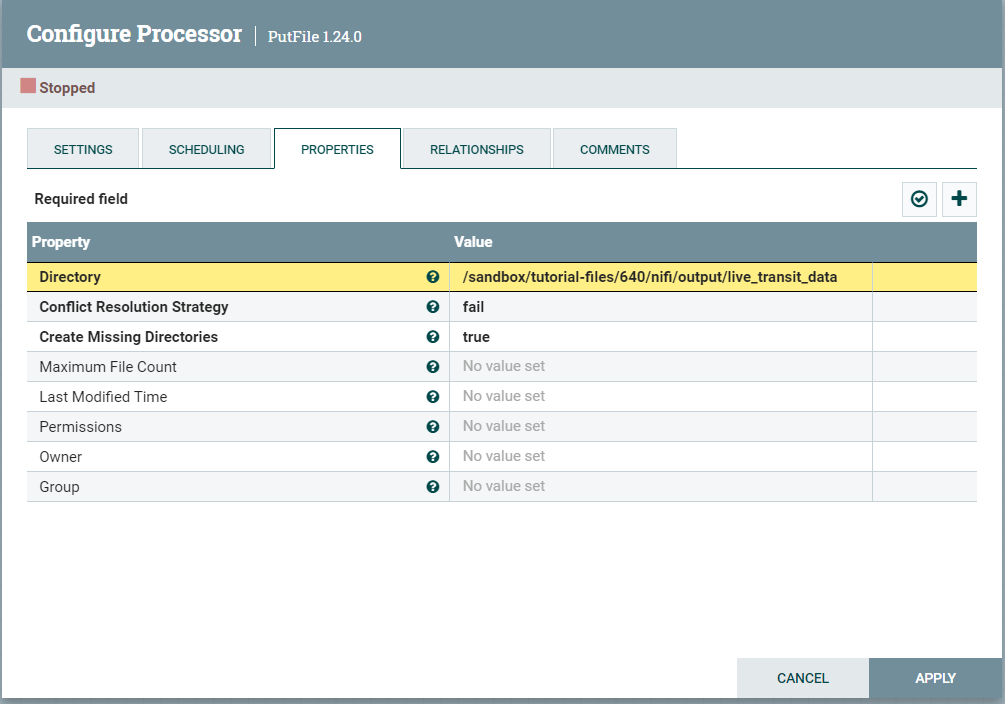 Configure Processor | PutFile 1.24.0
Stopped
SETTINGS SCHEDULING PROPERTIES RELATIONSHIPS COMMENTS
Required field
Property Value
Directory ? /sandbox/tutorial-files/640/nifi/output/live_transit_data
Conflict Resolution Strategy ? fail
Create Missing Directories ? true
Maximum File Count ? No value set
Last Modified Time ? No value set
Permissions ? No value set
Owner ? No value set
Group ? No value set
CANCEL APPLY